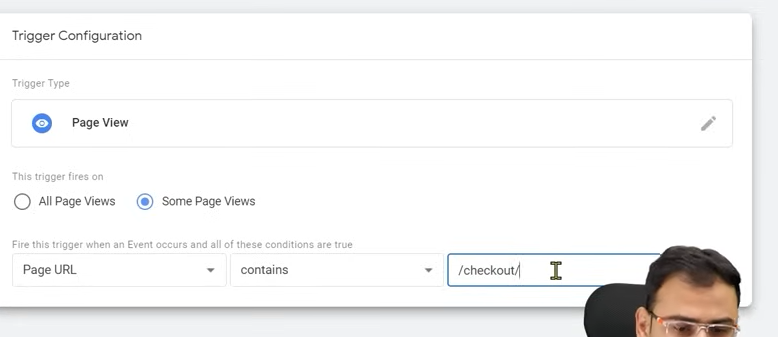 Trigger Configuration
Trigger Type
Page View
This trigger fires on
All Page Views Some Page Views
Fire this trigger when an Event occurs and all of these conditions are true
Page URL contains /checkout/